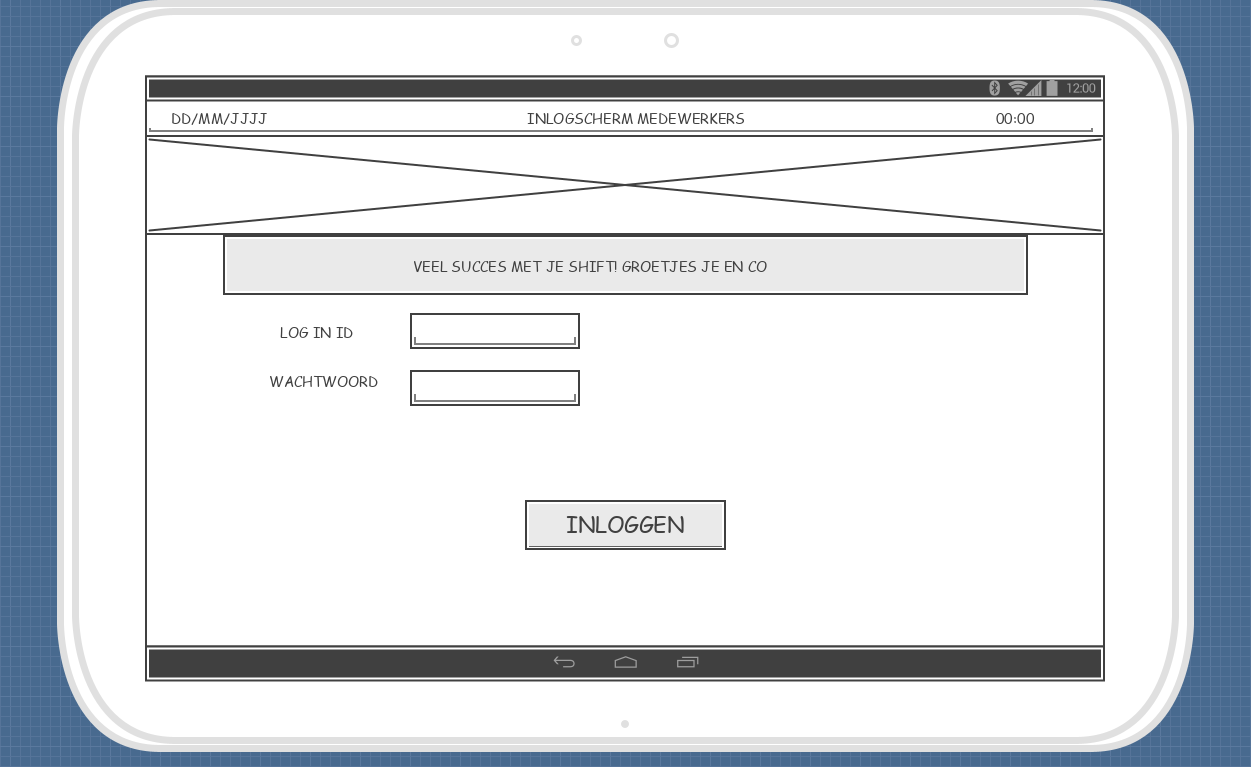 12:00
DD/MM/JJJJ INLOGSCHERM MEDEWERKERS 00:00
VEEL SUCCES MET JE SHIFT! GROETJES JE EN CO
LOG IN ID
WACHTWOORD
INLOGGEN